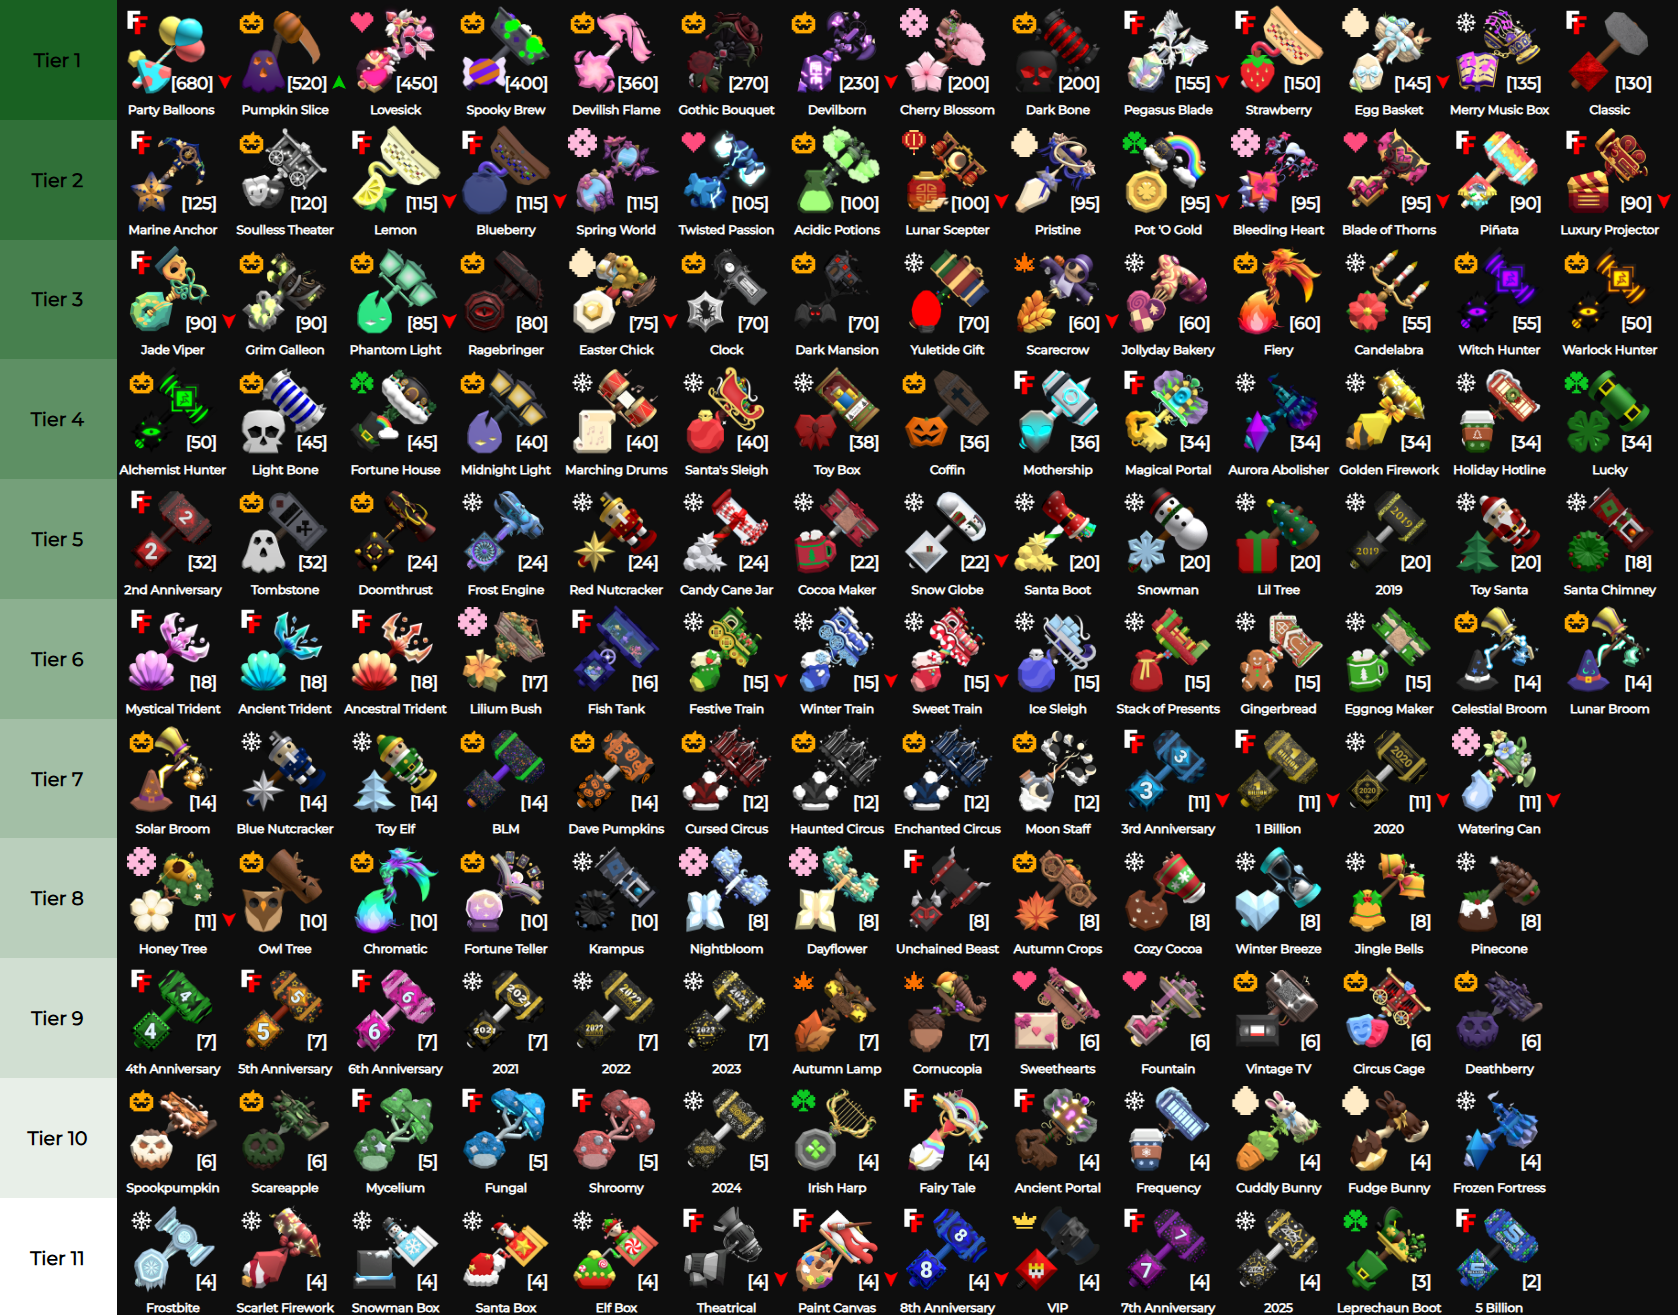 Tier 1
[680] [520] [450] [400] [360] [270] [230] [200] [200] [155] [150] [145] [135] [130]
Party Balloons Pumpkin Slice Lovesick Spooky Brew Devilish Flame Gothic Bouquet Devilborn Cherry Blossom Dark Bone Pegasus Blade Strawberry Egg Basket Merry Music Box Classic
Tier 2
[125] [120] [115] [115] [115] [105] [100] [100] [95] [95] [95] [95] [90] [90]
Marine Anchor Soulless Theater Lemon Blueberry Spring World Twisted Passion Acidic Potions Lunar Scepter Pristine Pot 'O Gold Bleeding Heart Blade of Thorns Piñata Luxury Projector
Tier 3
[90] [90] [85] [80] [75] [70] [70] [70] [60] [60] [60] [55] [55] [50]
Jade Viper Grim Galleon Phantom Light Ragebringer Easter Chick Clock Dark Mansion Yuletide Gift Scarecrow Jollyday Bakery Fiery Candelabra Witch Hunter Warlock Hunter
Tier 4
[50] [45] [45] [40] [40] [40] [38] [36] [36] [34] [34] [34] [34] [34]
Alchemist Hunter Light Bone Fortune House Midnight Light Marching Drums Santa's Sleigh Toy Box Coffin Mothership Magical Portal Aurora Abolisher Golden Firework Holiday Hotline Lucky
Tier 5
[32] [32] [24] [24] [24] [24] [22] [22] [20] [20] [20] [20] [20] [18]
2nd Anniversary Tombstone Doomthrust Frost Engine Red Nutcracker Candy Cane Jar Cocoa Maker Snow Globe Santa Boot Snowman Lil Tree 2019 Toy Santa Santa Chimney
Tier 6
[18] [18] [18] [17] [16] [15] [15] [15] [15] [15] [15] [15] [14] [14]
Mystical Trident Ancient Trident Ancestral Trident Lilium Bush Fish Tank Festive Train Winter Train Sweet Train Ice Sleigh Stack of Presents Gingerbread Eggnog Maker Celestial Broom Lunar Broom
Tier 7
[14] [14] [14] [14] [14] [12] [12] [12] [12] [11] [11] [11] [11]
Solar Broom Blue Nutcracker Toy Elf BLM Dave Pumpkins Cursed Circus Haunted Circus Enchanted Circus Moon Staff 3rd Anniversary 1 Billion 2020 Watering Can
Tier 8
[11] [10] [10] [10] [10] [8] [8] [8] [8] [8] [8] [8] [8]
Honey Tree Owl Tree Chromatic Fortune Teller Krampus Nightbloom Dayflower Unchained Beast Autumn Crops Cozy Cocoa Winter Breeze Jingle Bells Pinecone
Tier 9
[7] [7] [7] [7] [7] [7] [7] [7] [6] [6] [6] [6] [6]
4th Anniversary 5th Anniversary 6th Anniversary 2021 2022 2023 Autumn Lamp Cornucopia Sweethearts Fountain Vintage TV Circus Cage Deathberry
Tier 10
[6] [6] [5] [5] [5] [5] [4] [4] [4] [4] [4] [4] [4]
Spookpumpkin Scareapple Mycelium Fungal Shroomy 2024 Irish Harp Fairy Tale Ancient Portal Frequency Cuddly Bunny Fudge Bunny Frozen Fortress
Tier 11
[4] [4] [4] [4] [4] [4] [4] [4] [4] [4] [4] [3] [2]
Frostbite Scarlet Firework Snowman Box Santa Box Elf Box Theatrical Paint Canvas 8th Anniversary VIP 7th Anniversary 2025 Leprechaun Boot 5 Billion